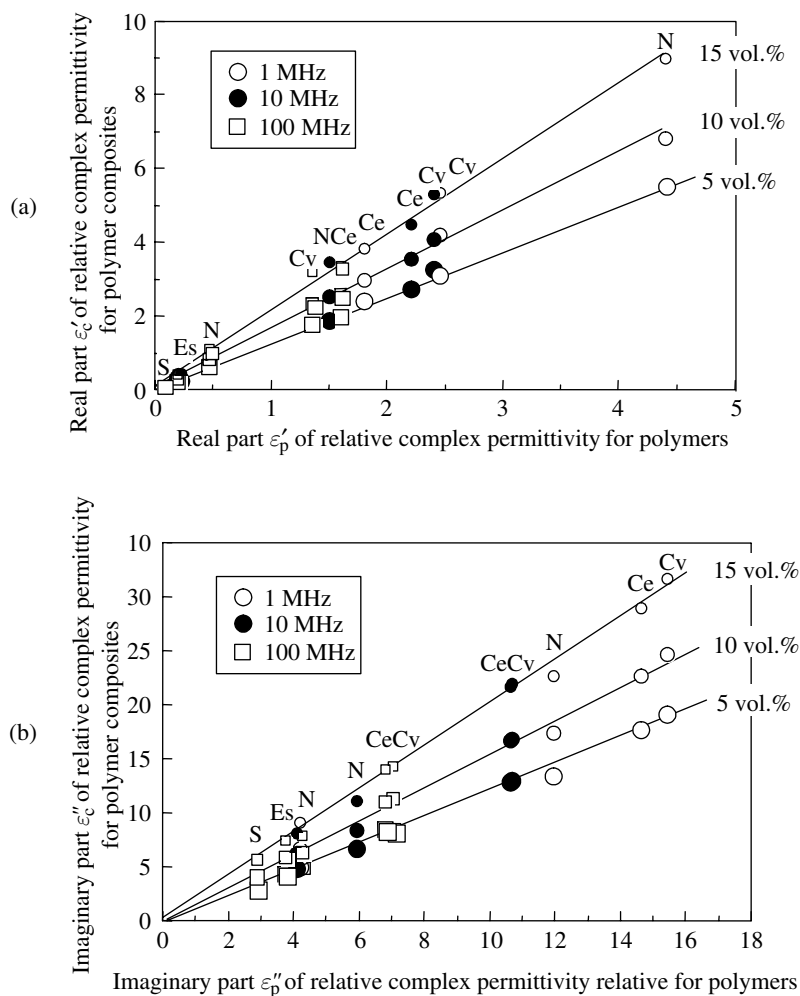 (a)
Real part ε′c of relative complex permittivity
for polymer composites
10
8
6
4
2
0
1 MHz
10 MHz
100 MHz
N
15 vol.%
10 vol.%
5 vol.%
Cv Cv
Ce
NCe Ce
Cv
N
Es
S
0 1 2 3 4 5
Real part ε′p of relative complex permittivity for polymers
(b)
Imaginary part ε″c of relative complex permittivity
for polymer composites
10
30
25
20
15
10
5
0
1 MHz
10 MHz
100 MHz
Cv
Ce
15 vol.%
10 vol.%
5 vol.%
N
CeCv
CeCv
N
N
Es
S
0 2 4 6 8 10 12 14 16 18
Imaginary part ε″p of relative complex permittivity relative for polymers